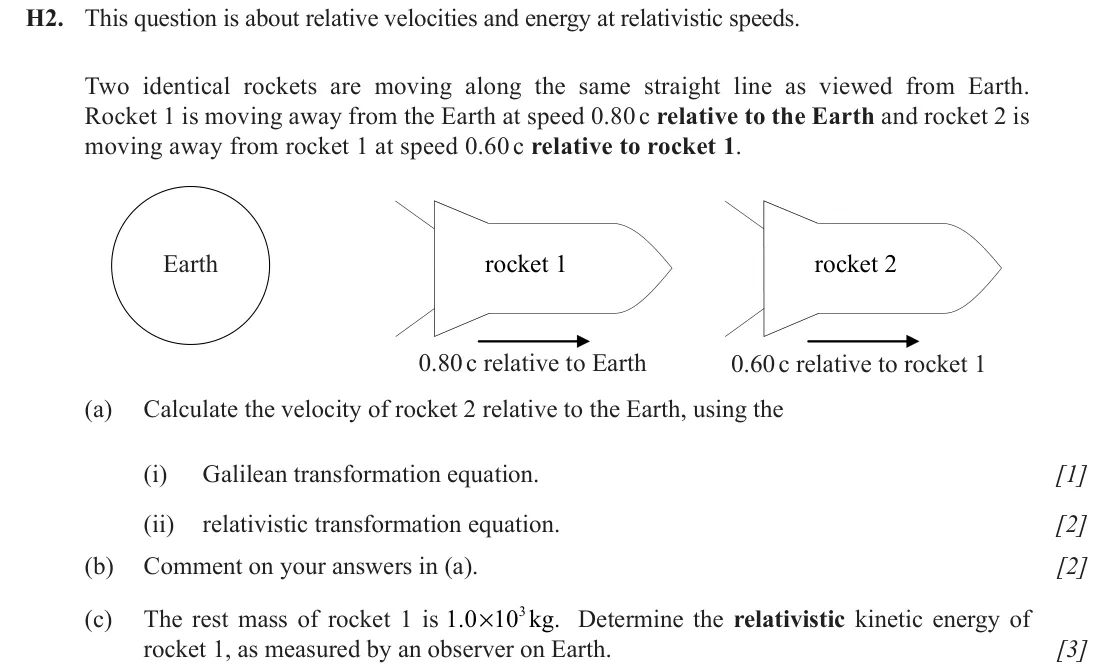 H2. This question is about relative velocities and energy at relativistic speeds.
Two identical rockets are moving along the same straight line as viewed from Earth.
Rocket 1 is moving away from the Earth at speed 0.80c relative to the Earth and rocket 2 is
moving away from rocket 1 at speed 0.60c relative to rocket 1.
Earth
rocket 1
rocket 2
0.80c relative to Earth
0.60c relative to rocket 1
(a) Calculate the velocity of rocket 2 relative to the Earth, using the
(i) Galilean transformation equation. [1]
(ii) relativistic transformation equation. [2]
(b) Comment on your answers in (a). [2]
(c) The rest mass of rocket 1 is 1.0×10³ kg. Determine the relativistic kinetic energy of
rocket 1, as measured by an observer on Earth. [3]